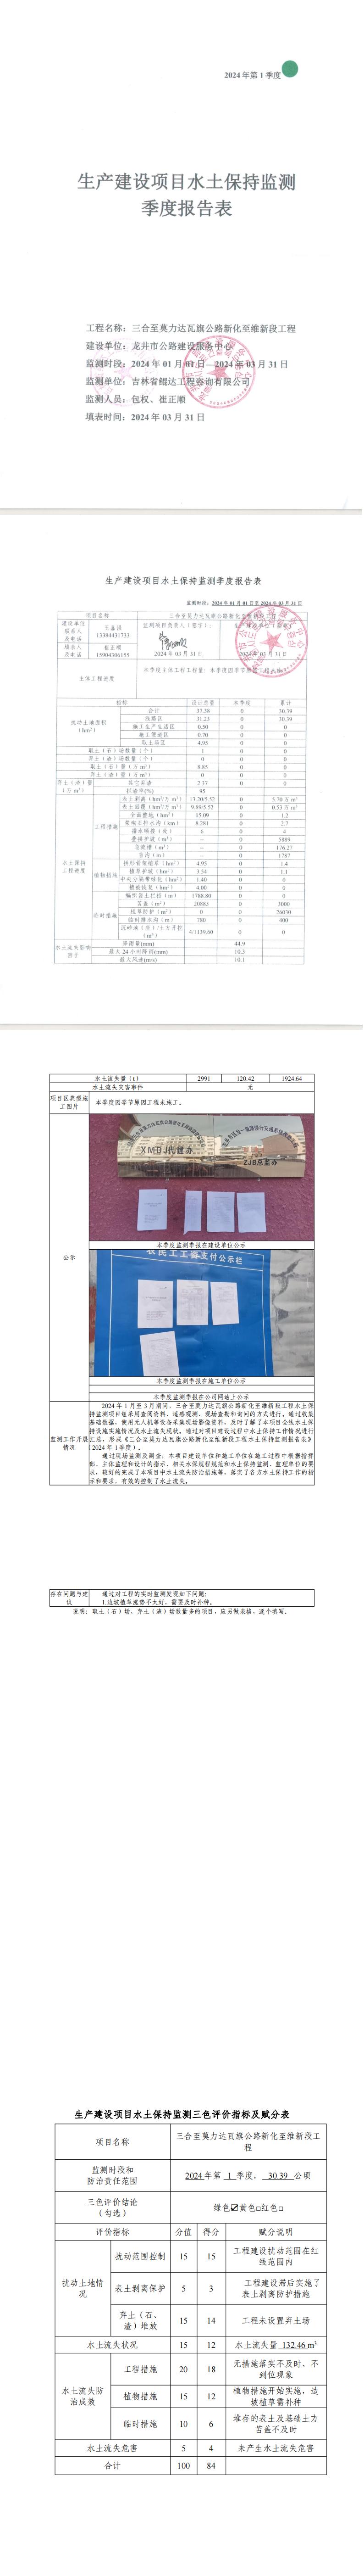 2024 年第 1 季度
生产建设项目水土保持监测
季度报告表
工程名称：三合至莫力达瓦旗公路新化至维新段工程
建设单位：龙井市公路建设服务中心
监测时段：2024 年 01 月 01 日—2024 年 03 月 31 日
监测单位：吉林省鲲达工程咨询有限公司
监测人员：包权、崔正顺
填表时间：2024 年 03 月 31 日
生产建设项目水土保持监测季度报告表
监测时段：2024 年 01 月 01 日至 2024 年 03 月 31 日
项目名称 三合至莫力达瓦旗公路新化至维新段工程
建设单位
联系人
及电话
13384431733
监测项目负责人（签字）：
2024 年 03 月 31 日
填表人
及电话
崔正顺
15904306155
主体工程进度
指标 设计总量 本季度 累计
扰动土地面积
（hm²）
合计 37.38 0 30.39
线路区 31.23 0 30.39
施工生产生活区 0.50 0 0
施工便道区 0.70 0 0
取土场区 4.95 0 0
取土（石）场数量（个） 1 0 0
弃土（渣）场数量（个） 0 0 0
取土（石）量（万 m³） 8.85 0 0
弃土（渣）量（万 m³） 0 0 0
弃土（渣）量
（万 m³）
其它弃渣 2.37 0 0
拦渣率(%) 95
水土保持
工程进度
工程措施
表土剥离（hm²/万 m³） 13.20/5.52 0 5.70 万 m³
表土回覆（hm²/万 m³） 9.89/5.52 0 0.53 万 m³
全面整地（hm²） 15.09 0 1.2
浆砌石排水沟（km） 8.281 0 2.7
排水顺接（处） 6 0 4
叠拱护坡（m²） -- 0 5889
急流槽（m²） -- 0 176.27
盲沟（m） -- 0 1787
植物措施
拱形骨架植草（hm²） 4.95 0 1.4
植草护坡（hm²） 3.54 0 1.1
中央分隔带绿化（hm²） 1.40 0 0
植被恢复（hm²） 4.00 0 0
临时措施
编织袋土拦挡（m） 1788.80 0 0
苫盖（m²） 20883 0 3000
植草防护（m²） 0 0 26030
临时排水沟（m） 780 0 400
沉砂池（座）/土方开挖
（m³）
4/1139.60 0 0
水土流失影响
因子
降雨量(mm) 44.9
最大 24 小时降雨(mm) 10.3
最大风速(m/s) 10.1
水土流失量（t） 2991 120.42 1924.64
水土流失灾害事件 无
项目区典型施
工图片
本季度因季节原因工程未施工。
公示
XMDJ代建办
ZJB总监办
本季度监测季报在建设单位公示
农民工工资支付公示栏
本季度监测季报在施工单位公示
本季度监测季报在公司网站上公示
监测工作开展
情况
2024 年 1 月至 3 月期间，三合至莫力达瓦旗公路新化至维新段工程水土保
持监测项目组采用查阅资料、遥感观测、现场查勘和询问的方式进行。通过收集
基础数据，使用无人机等设备采集现场影像资料，及时了解了本项目全线水土保
持设施实施情况及水土流失现状。通过对项目建设过程中水土保持工作情况进行
汇总，形成《三合至莫力达瓦旗公路新化至维新段工程水土保持监测报告表》
（2024 年 1 季度）。
通过现场监测及调查，本项目建设单位和施工单位在施工过程中根据指挥
部、主体监理和设计的指示，相关水保规程规范和水土保持监测、监理单位的要
求，较好的完成了本项目中水土流失防治措施等，落实了各方水土保持工作的指
示和要求，有效的控制了水土流失。
存在问题与建
议
通过对工程的实时监测发现如下问题：
1.边坡植草涨势不太好，需要及时补种。
说明：取土（石）场、弃土（渣）场数量多的项目，应另做表格，逐个填写。
生产建设项目水土保持监测三色评价指标及赋分表
项目名称 三合至莫力达瓦旗公路新化至维新段工
程
监测时段和
防治责任范围
2024 年第 1 季度，30.39 公顷
三色评价结论
（勾选）
绿色☑黄色□红色□
评价指标 分值 得分 赋分说明
扰动土地情
况
扰动范围控制 15 15 工程建设扰动范围在红
线范围内
表土剥离保护 5 3 工程建设滞后实施了
表土剥离防护措施
弃土（石、
渣）堆放
15 14 工程未设置弃土场
水土流失状况 15 12 水土流失量 132.46 m³
水土流失防
治成效
工程措施 20 18 无措施落实不及时、不
到位现象
植物措施 15 12 植物措施开始实施、边
坡植草需补种
临时措施 10 6 堆存的表土及基础土方
苫盖不及时
水土流失危害 5 4 未产生水土流失危害
合计 100 84